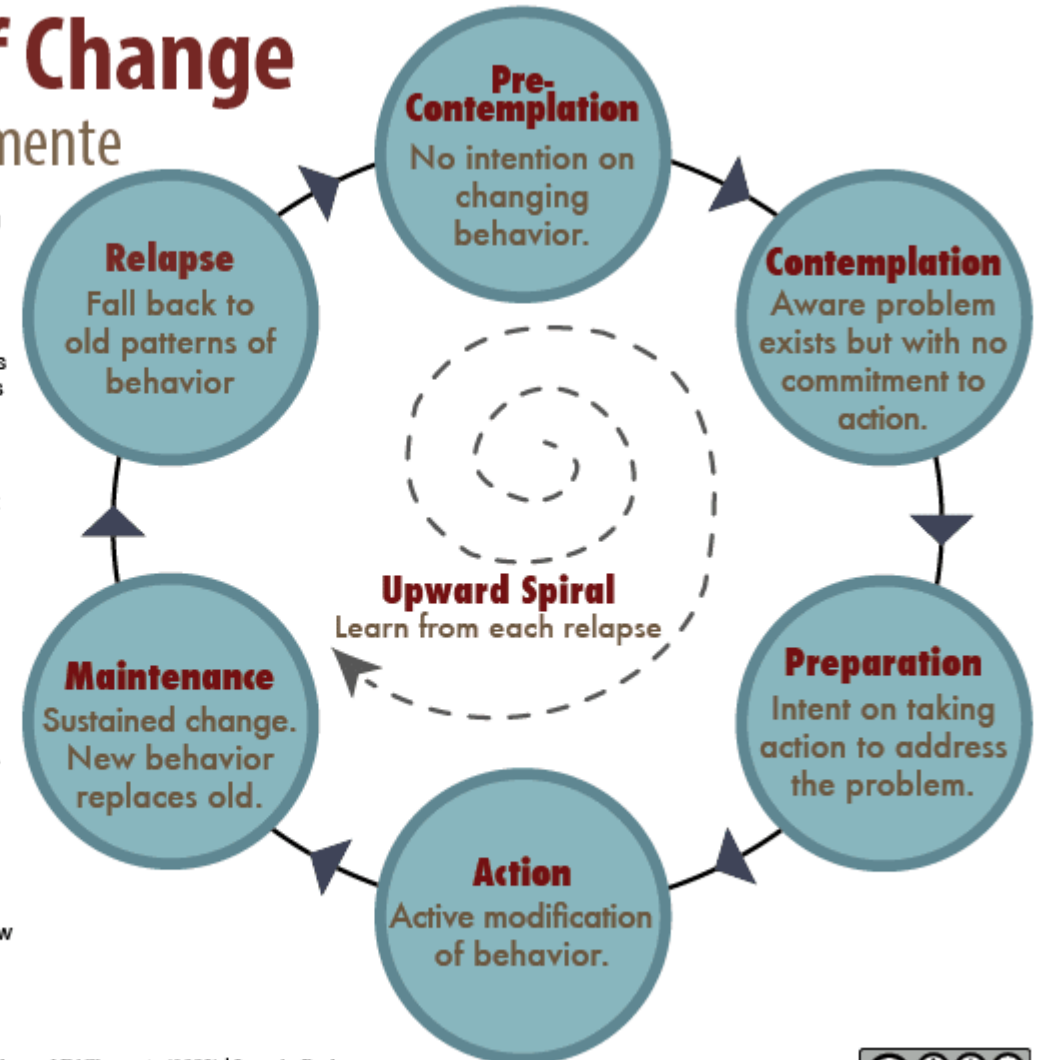 f Change
mente
Pre-
Contemplation
No intention on
changing
behavior.
Contemplation
Aware problem
exists but with no
commitment to
action.
Preparation
Intent on taking
action to address
the problem.
Action
Active modification
of behavior.
Maintenance
Sustained change.
New behavior
replaces old.
Relapse
Fall back to
old patterns of
behavior
Upward Spiral
Learn from each relapse